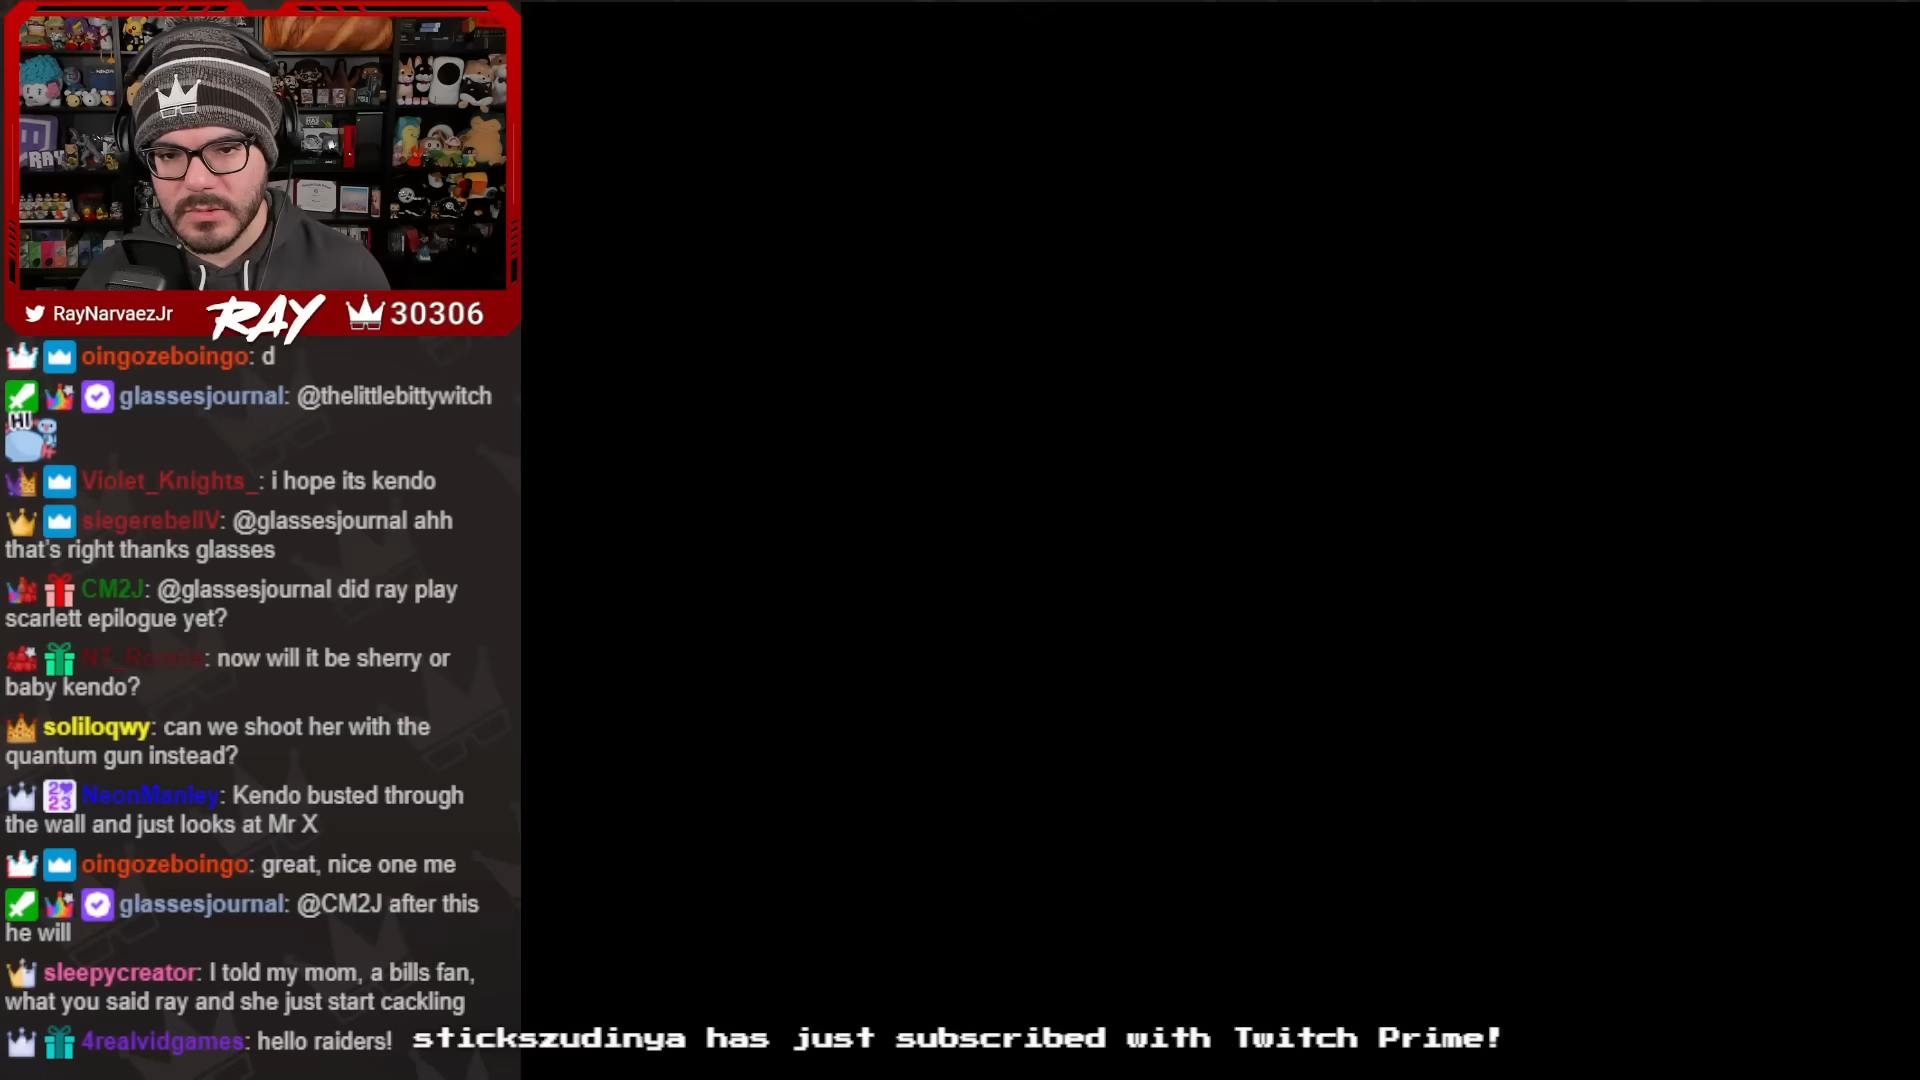 RayNarvaezJr RAY 30306
oingozeboingo: d
glassesjournal: @thelittlebittywitch
HI
Violet_Knights_: i hope its kendo
siegerebellIV: @glassesjournal ahh
that's right thanks glasses
CM2J: @glassesjournal did ray play
scarlett epilogue yet?
: now will it be sherry or
baby kendo?
soliloqwy: can we shoot her with the
quantum gun instead?
2023 NeonManley: Kendo busted through
the wall and just looks at Mr X
oingozeboingo: great, nice one me
glassesjournal: @CM2J after this
he will
sleepycreator: I told my mom, a bills fan,
what you said ray and she just start cackling
4realvidgames: hello raiders!
stickszudinya has just subscribed with Twitch Prime!